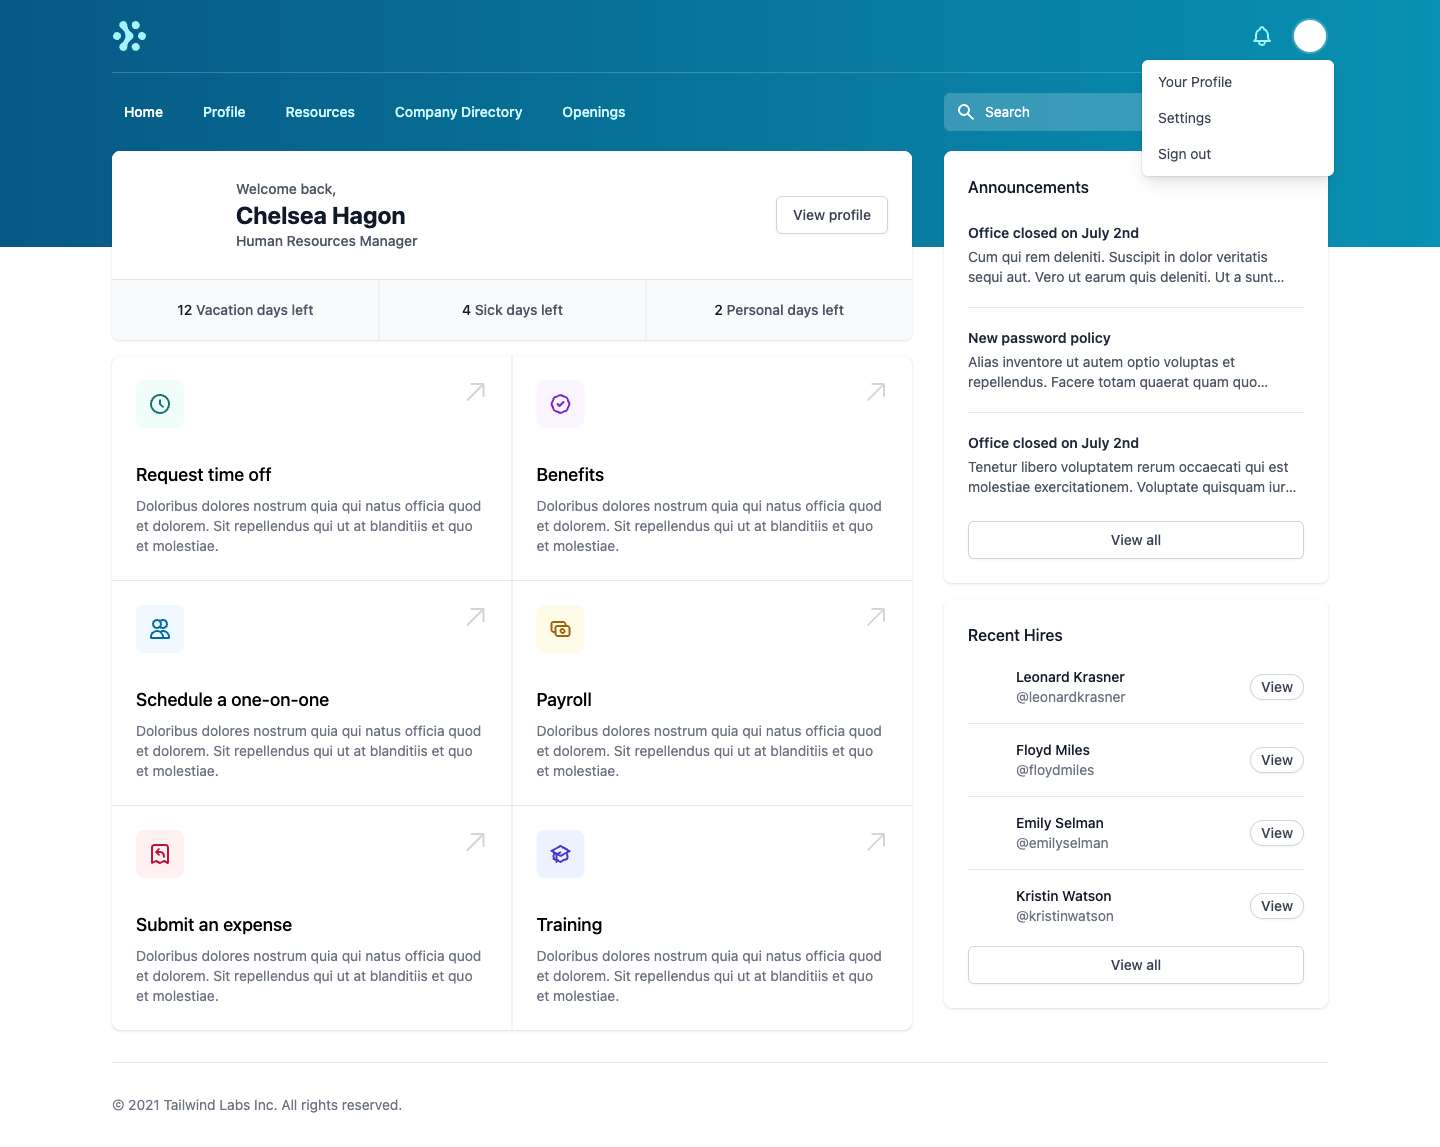 Your Profile
Settings
Sign out
Home
Profile
Resources
Company Directory
Openings
Search
Welcome back,
Chelsea Hagon
Human Resources Manager
View profile
12 Vacation days left
4 Sick days left
2 Personal days left
Request time off
Doloribus dolores nostrum quia qui natus officia quod
et dolorem. Sit repellendus qui ut at blanditiis et quo
et molestiae.
Benefits
Doloribus dolores nostrum quia qui natus officia quod
et dolorem. Sit repellendus qui ut at blanditiis et quo
et molestiae.
Schedule a one-on-one
Doloribus dolores nostrum quia qui natus officia quod
et dolorem. Sit repellendus qui ut at blanditiis et quo
et molestiae.
Payroll
Doloribus dolores nostrum quia qui natus officia quod
et dolorem. Sit repellendus qui ut at blanditiis et quo
et molestiae.
Submit an expense
Doloribus dolores nostrum quia qui natus officia quod
et dolorem. Sit repellendus qui ut at blanditiis et quo
et molestiae.
Training
Doloribus dolores nostrum quia qui natus officia quod
et dolorem. Sit repellendus qui ut at blanditiis et quo
et molestiae.
Announcements
Office closed on July 2nd
Cum qui rem deleniti. Suscipit in dolor veritatis
sequi aut. Vero ut earum quis deleniti. Ut a sunt...
New password policy
Alias inventore ut autem optio voluptas et
repellendus. Facere totam quaerat quam quo...
Office closed on July 2nd
Tenetur libero voluptatem rerum occaecati qui est
molestiae exercitationem. Voluptate quisquam iur...
View all
Recent Hires
Leonard Krasner
@leonardkrasner
View
Floyd Miles
@floydmiles
View
Emily Selman
@emilyselman
View
Kristin Watson
@kristinwatson
View
View all
© 2021 Tailwind Labs Inc. All rights reserved.